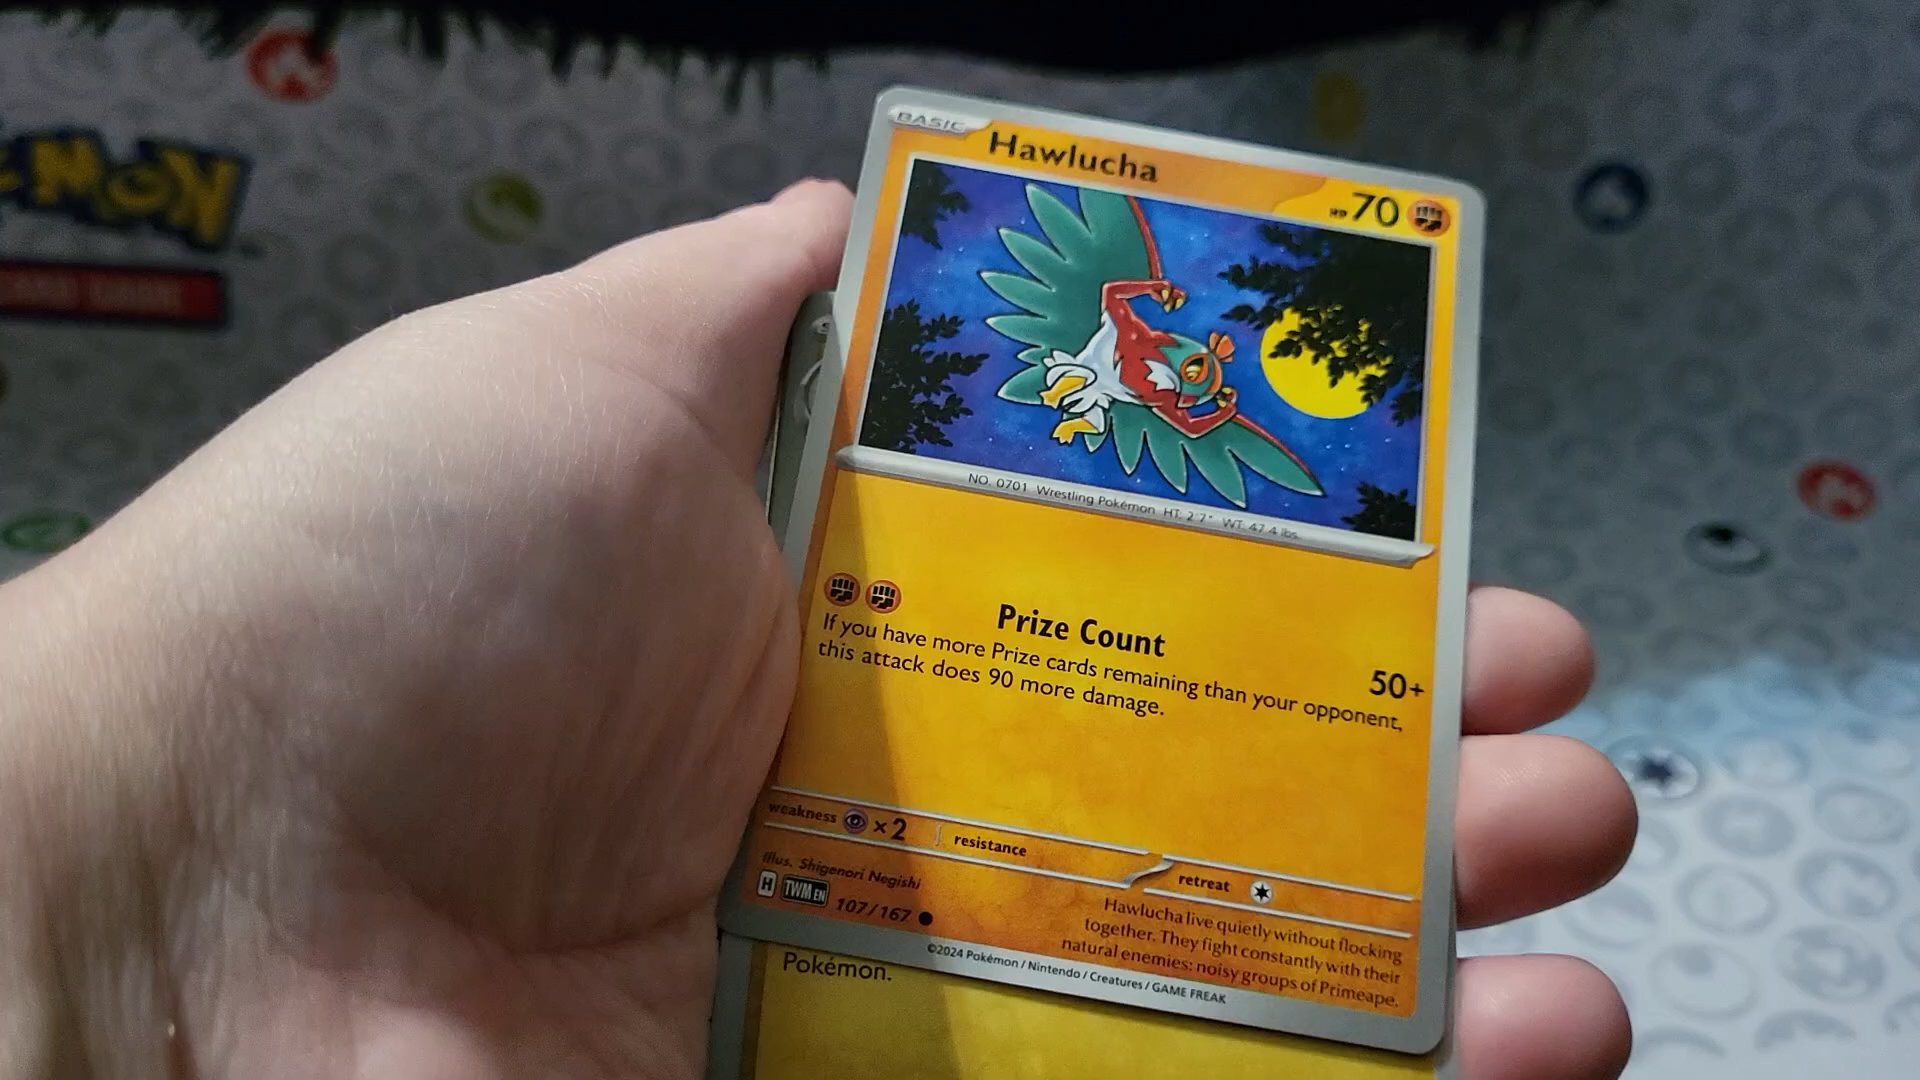 BASIC
Hawlucha
HP 70
NO. 0701 Wrestling Pokémon HT: 2'7" WT: 47.4 lbs.
Prize Count
50+
If you have more Prize cards remaining than your opponent,
this attack does 90 more damage.
weakness ×2 resistance retreat
Illus. Shigenori Negishi
H TWM EN 107/167
Hawlucha live quietly without flocking
together. They fight constantly with their
natural enemies: noisy groups of Primeape.
©2024 Pokémon / Nintendo / Creatures / GAME FREAK
Pokémon.